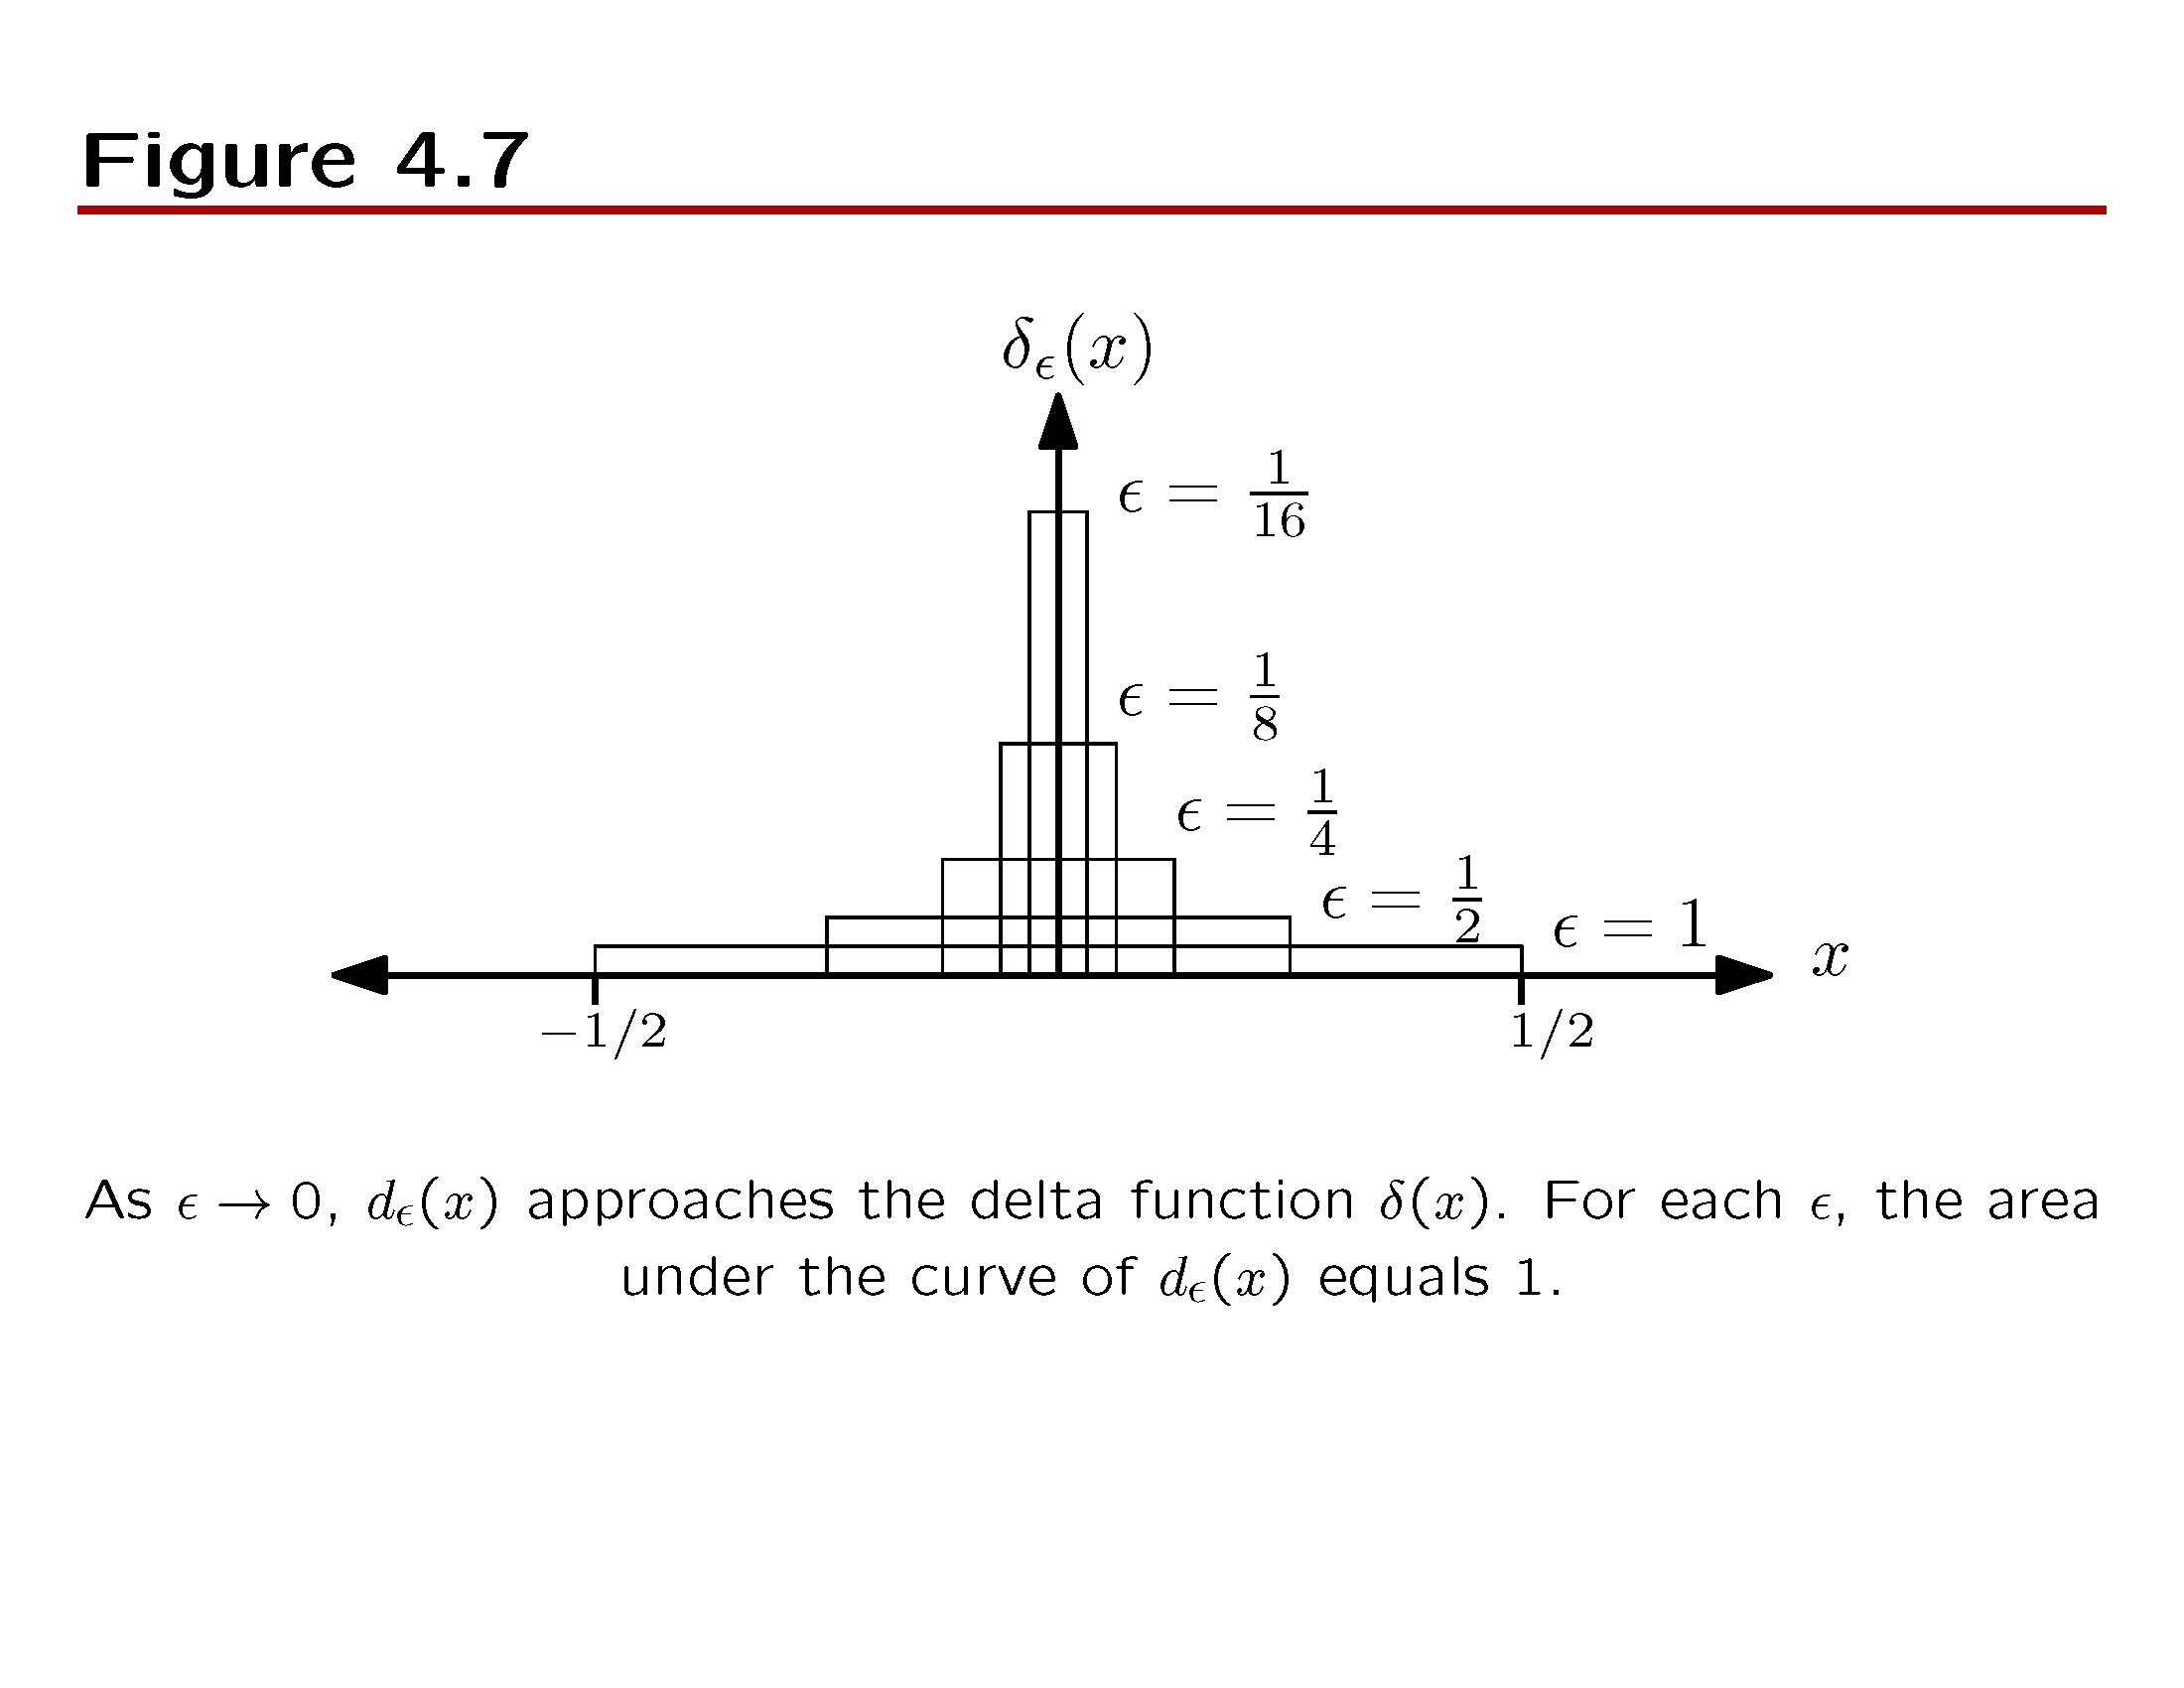 Figure 4.7
δ_ϵ(x)
ϵ = 1/16
ϵ = 1/8
ϵ = 1/4
ϵ = 1/2
ϵ = 1
x
−1/2
1/2
As ϵ → 0, d_ϵ(x) approaches the delta function δ(x). For each ϵ, the area
under the curve of d_ϵ(x) equals 1.